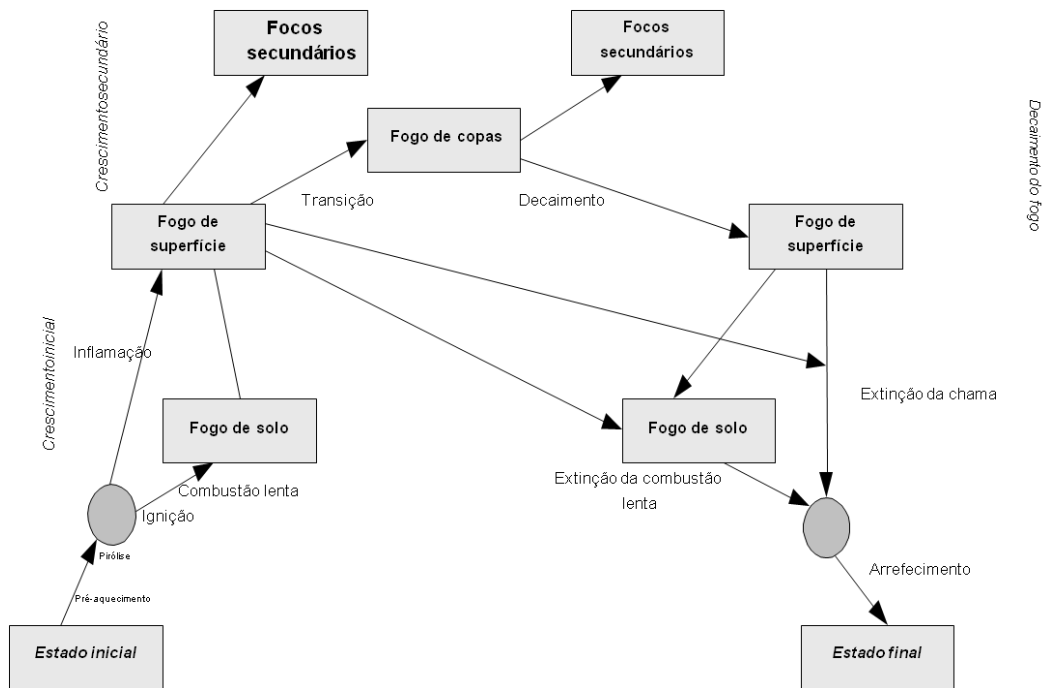 Focos
secundários
Focos
secundários
Crescimentosecundário
Decaimento do fogo
Fogo de copas
Transição
Decaimento
Fogo de
superfície
Fogo de
superfície
Crescimentoinicial
Inflamação
Extinção da chama
Fogo de solo
Fogo de solo
Combustão lenta
Extinção da combustão
lenta
Ignição
Pirólise
Arrefecimento
Pré-aquecimento
Estado inicial
Estado final